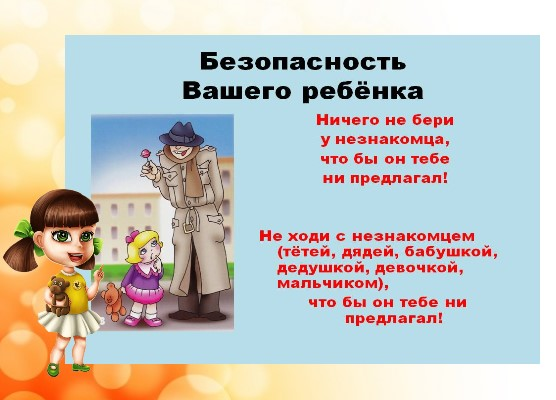 Безопасность
Вашего ребёнка
Ничего не бери
у незнакомца,
что бы он тебе
ни предлагал!
Не ходи с незнакомцем
(тётей, дядей, бабушкой,
дедушкой, девочкой,
мальчиком),
что бы он тебе ни
предлагал!